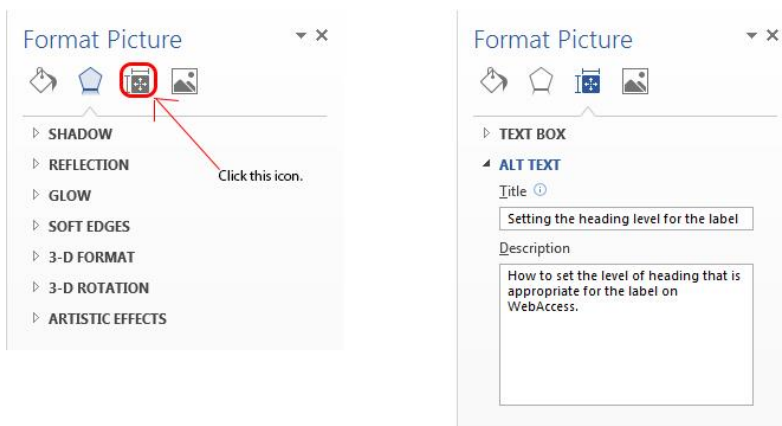 Format Picture
SHADOW
REFLECTION
Click this icon.
GLOW
SOFT EDGES
3-D FORMAT
3-D ROTATION
ARTISTIC EFFECTS
Format Picture
TEXT BOX
ALT TEXT
Title
Setting the heading level for the label
Description
How to set the level of heading that is
appropriate for the label on
WebAccess.